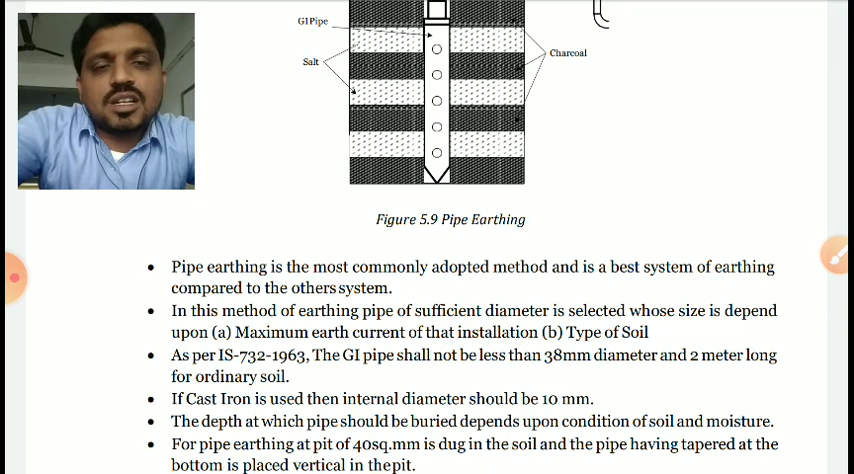 GI Pipe
Salt
Charcoal
Figure 5.9 Pipe Earthing
• Pipe earthing is the most commonly adopted method and is a best system of earthing
compared to the others system.
• In this method of earthing pipe of sufficient diameter is selected whose size is depend
upon (a) Maximum earth current of that installation (b) Type of Soil
• As per IS-732-1963, The GI pipe shall not be less than 38mm diameter and 2 meter long
for ordinary soil.
• If Cast Iron is used then internal diameter should be 10 mm.
• The depth at which pipe should be buried depends upon condition of soil and moisture.
• For pipe earthing at pit of 40sq.mm is dug in the soil and the pipe having tapered at the
bottom is placed vertical in the pit.